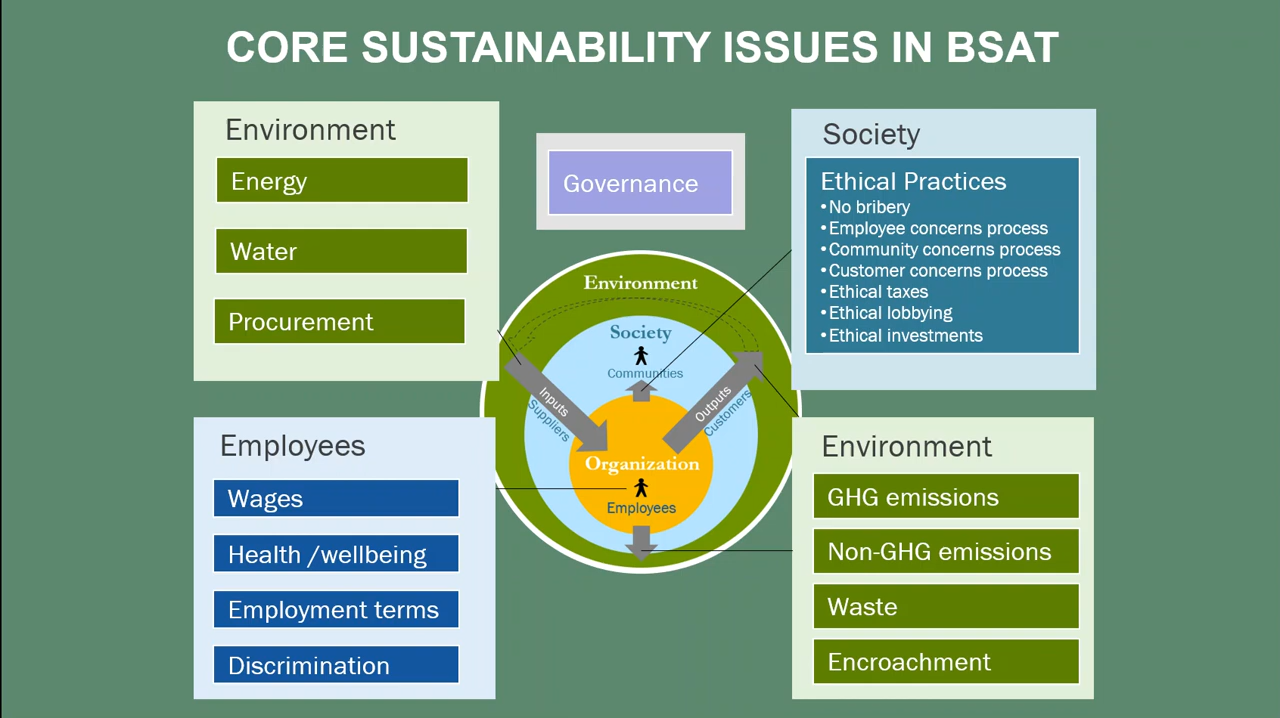 CORE SUSTAINABILITY ISSUES IN BSAT
Environment
Energy
Water
Procurement
Governance
Society
Ethical Practices
•No bribery
•Employee concerns process
•Community concerns process
•Customer concerns process
•Ethical taxes
•Ethical lobbying
•Ethical investments
Environment
Society
Communities
Inputs
Suppliers
Outputs
Customers
Organization
Employees
Employees
Wages
Health /wellbeing
Employment terms
Discrimination
Environment
GHG emissions
Non-GHG emissions
Waste
Encroachment